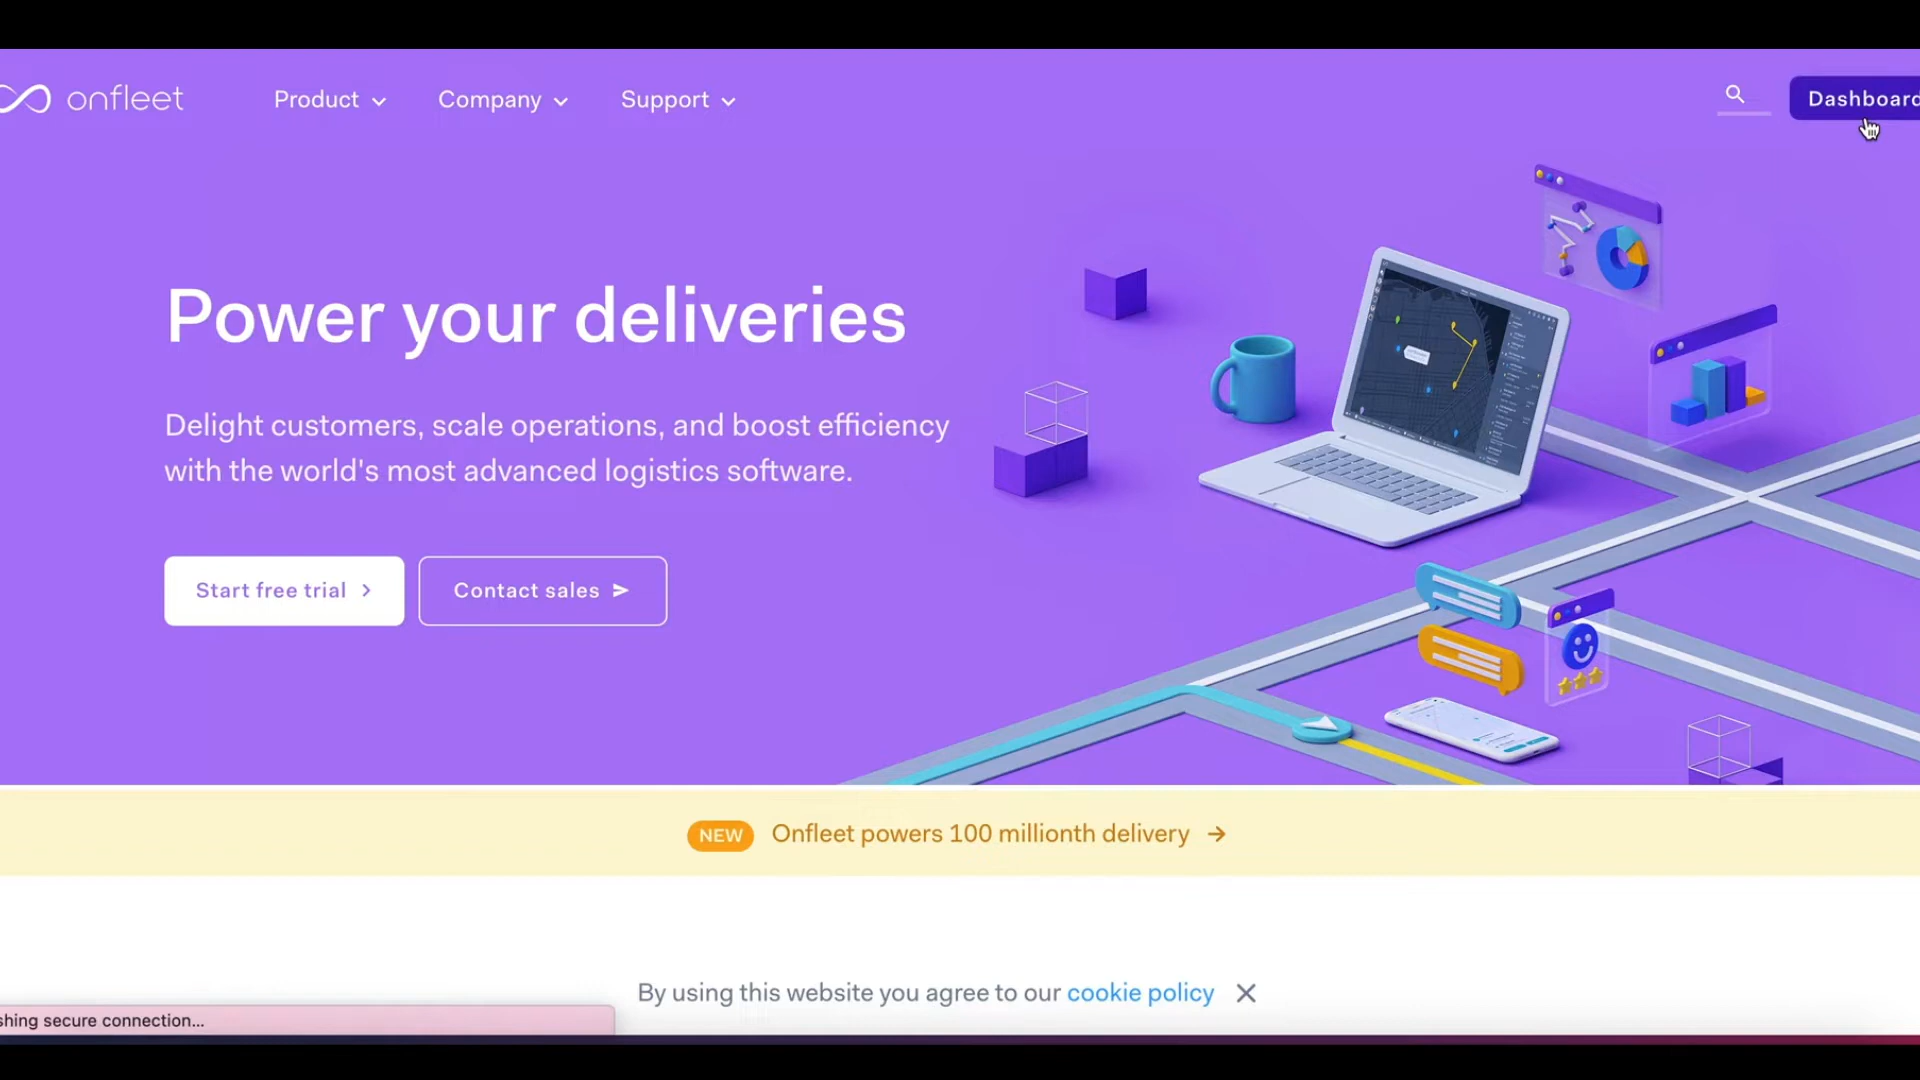 onfleet
Product
Company
Support
Dashboard
Power your deliveries
Delight customers, scale operations, and boost efficiency
with the world's most advanced logistics software.
Start free trial
Contact sales
NEW Onfleet powers 100 millionth delivery →
By using this website you agree to our cookie policy
shing secure connection...